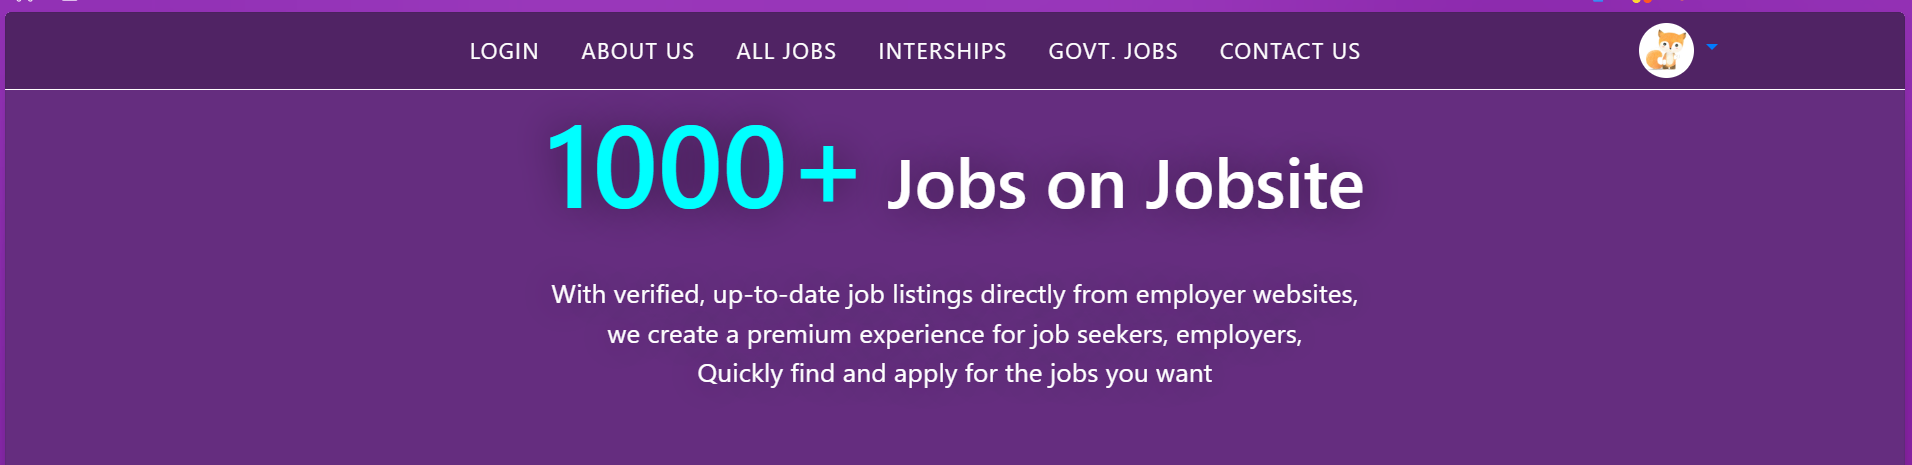 LOGIN ABOUT US ALL JOBS INTERSHIPS GOVT. JOBS CONTACT US
1000+ Jobs on Jobsite
With verified, up-to-date job listings directly from employer websites,
we create a premium experience for job seekers, employers,
Quickly find and apply for the jobs you want